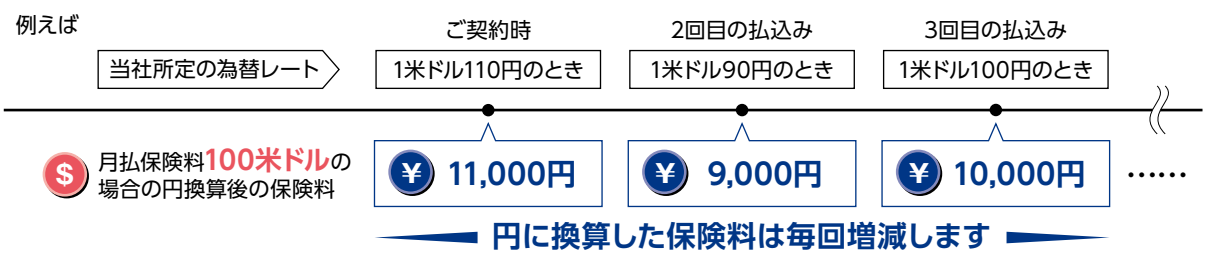 例えば
ご契約時
2回目の払込み
3回目の払込み
当社所定の為替レート
1米ドル110円のとき
1米ドル90円のとき
1米ドル100円のとき
$
月払保険料100米ドルの
場合の円換算後の保険料
¥ 11,000円
¥ 9,000円
¥ 10,000円
……
円に換算した保険料は毎回増減します